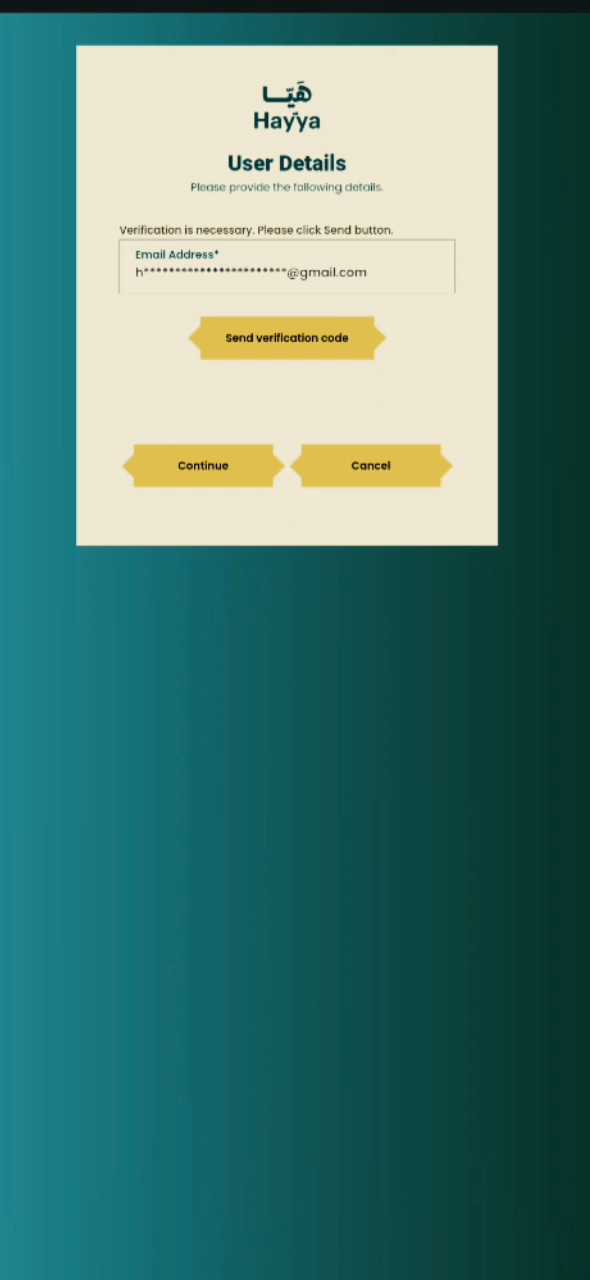 هَيّا
Hayya
User Details
Please provide the following details.
Verification is necessary. Please click Send button.
Email Address*
h***********************@gmail.com
Send verification code
Continue
Cancel